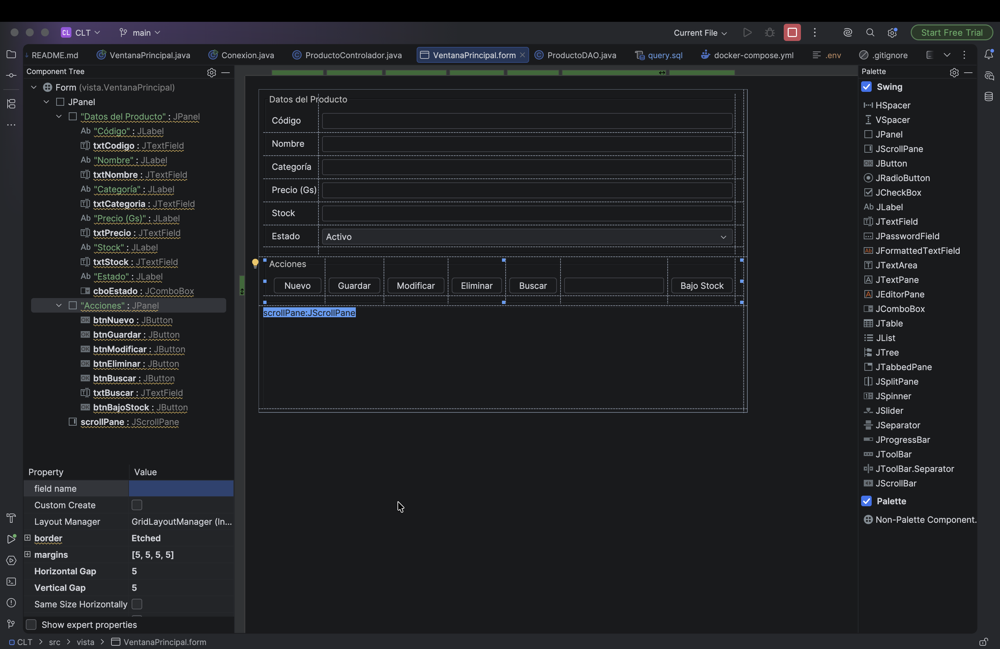 CL CLT main Current File Start Free Trial
README.md VentanaPrincipal.java Conexion.java ProductoControlador.java VentanaPrincipal.form ProductoDAO.java query.sql docker-compose.yml .env .gitignore
Component Tree
Form (vista.VentanaPrincipal)
JPanel
"Datos del Producto" : JPanel
Ab "Código" : JLabel
txtCodigo : JTextField
Ab "Nombre" : JLabel
txtNombre : JTextField
Ab "Categoría" : JLabel
txtCategoria : JTextField
Ab "Precio (Gs)" : JLabel
txtPrecio : JTextField
Ab "Stock" : JLabel
txtStock : JTextField
Ab "Estado" : JLabel
cboEstado : JComboBox
"Acciones" : JPanel
OK btnNuevo : JButton
OK btnGuardar : JButton
OK btnModificar : JButton
OK btnEliminar : JButton
OK btnBuscar : JButton
txtBuscar : JTextField
OK btnBajoStock : JButton
scrollPane : JScrollPane
Property Value
field name
Custom Create
Layout Manager GridLayoutManager (In...
border Etched
margins [5, 5, 5, 5]
Horizontal Gap 5
Vertical Gap 5
Same Size Horizontally
Show expert properties
Datos del Producto
Código
Nombre
Categoría
Precio (Gs)
Stock
Estado Activo
Acciones
Nuevo Guardar Modificar Eliminar Buscar Bajo Stock
scrollPane:JScrollPane
Palette
Swing
HSpacer
VSpacer
JPanel
JScrollPane
OK JButton
JRadioButton
JCheckBox
Ab JLabel
JTextField
JPasswordField
Ab JFormattedTextField
JTextArea
JTextPane
JEditorPane
JComboBox
JTable
JList
JTree
JTabbedPane
JSplitPane
JSpinner
JSlider
JSeparator
JProgressBar
JToolBar
JToolBar.Separator
JScrollBar
Palette
Non-Palette Component.
CLT > src > vista > VentanaPrincipal.form